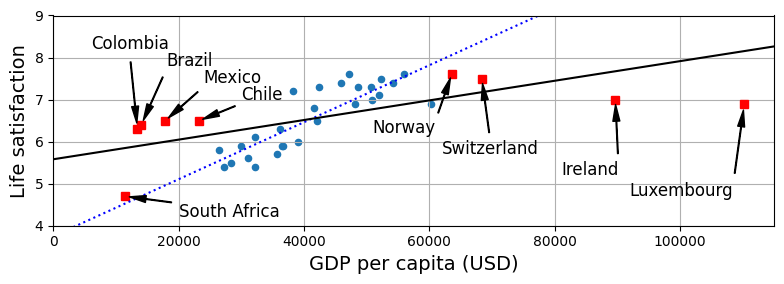 9
8
7
6
5
4
Life satisfaction
Colombia
Brazil
Mexico
Chile
Norway
Switzerland
Ireland
Luxembourg
South Africa
0 20000 40000 60000 80000 100000
GDP per capita (USD)